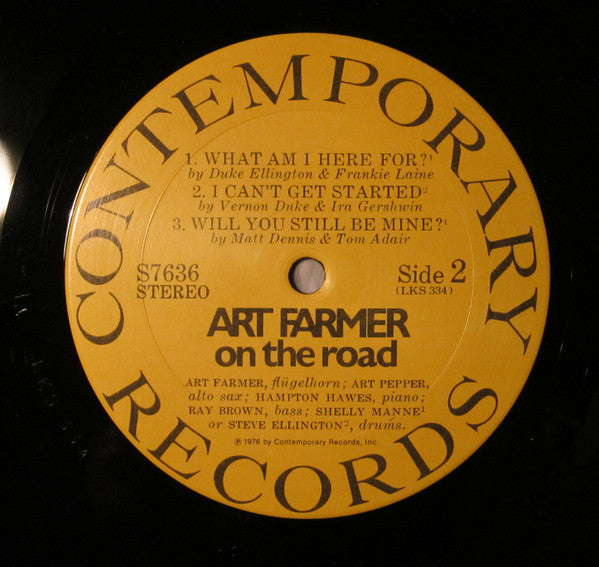 CONTEMPORARY
RECORDS
1. WHAT AM I HERE FOR?¹
by Duke Ellington & Frankie Laine
2. I CAN'T GET STARTED²
by Vernon Duke & Ira Gershwin
3. WILL YOU STILL BE MINE?¹
by Matt Dennis & Tom Adair
S7636
STEREO
Side 2
(LKS 334)
ART FARMER
on the road
ART FARMER, flügelhorn; ART PEPPER,
alto sax; HAMPTON HAWES, piano;
RAY BROWN, bass; SHELLY MANNE¹
or STEVE ELLINGTON², drums.
℗ 1976 by Contemporary Records, Inc.